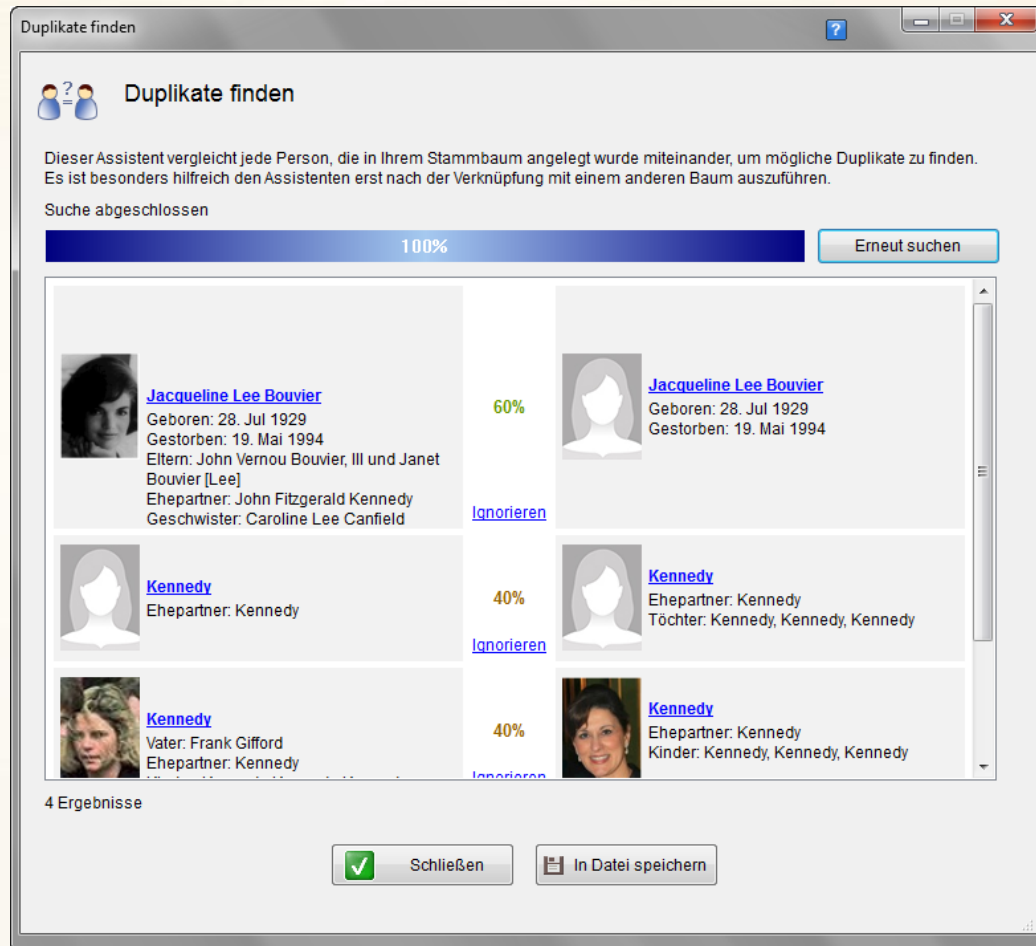 Duplikate finden
?
?
=
Duplikate finden
Dieser Assistent vergleicht jede Person, die in Ihrem Stammbaum angelegt wurde miteinander, um mögliche Duplikate zu finden.
Es ist besonders hilfreich den Assistenten erst nach der Verknüpfung mit einem anderen Baum auszuführen.
Suche abgeschlossen
100%
Erneut suchen
Jacqueline Lee Bouvier
Geboren: 28. Jul 1929
Gestorben: 19. Mai 1994
Eltern: John Vernou Bouvier, III und Janet
Bouvier [Lee]
Ehepartner: John Fitzgerald Kennedy
Geschwister: Caroline Lee Canfield
60%
Ignorieren
Jacqueline Lee Bouvier
Geboren: 28. Jul 1929
Gestorben: 19. Mai 1994
Kennedy
Ehepartner: Kennedy
40%
Ignorieren
Kennedy
Ehepartner: Kennedy
Töchter: Kennedy, Kennedy, Kennedy
Kennedy
Vater: Frank Gifford
Ehepartner: Kennedy
40%
Ignorieren
Kennedy
Ehepartner: Kennedy
Kinder: Kennedy, Kennedy, Kennedy
4 Ergebnisse
Schließen
In Datei speichern